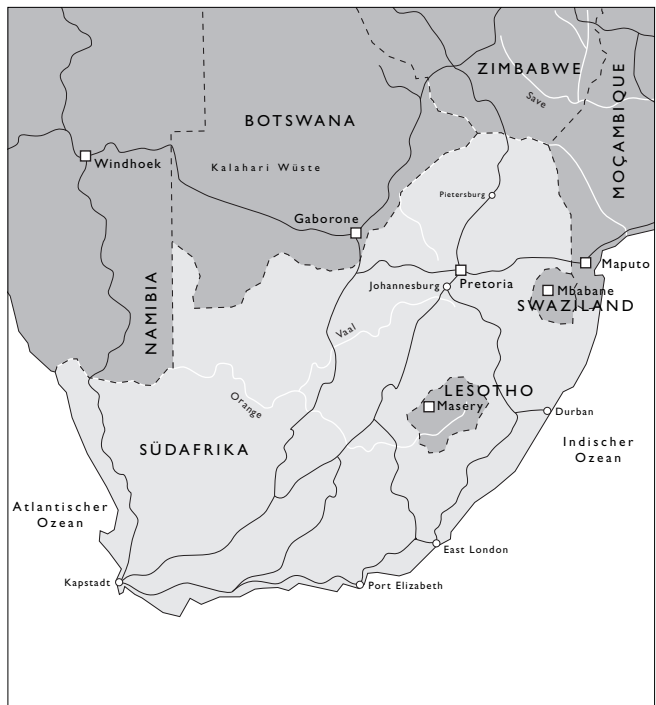 ZIMBABWE
MOÇAMBIQUE
Save
BOTSWANA
Windhoek
Kalahari Wüste
Pietersburg
Gaborone
Maputo
Johannesburg
Pretoria
Mbabane
SWAZILAND
NAMIBIA
Vaal
LESOTHO
Masery
Orange
Durban
SÜDAFRIKA
Indischer
Ozean
Atlantischer
Ozean
East London
Kapstadt
Port Elizabeth